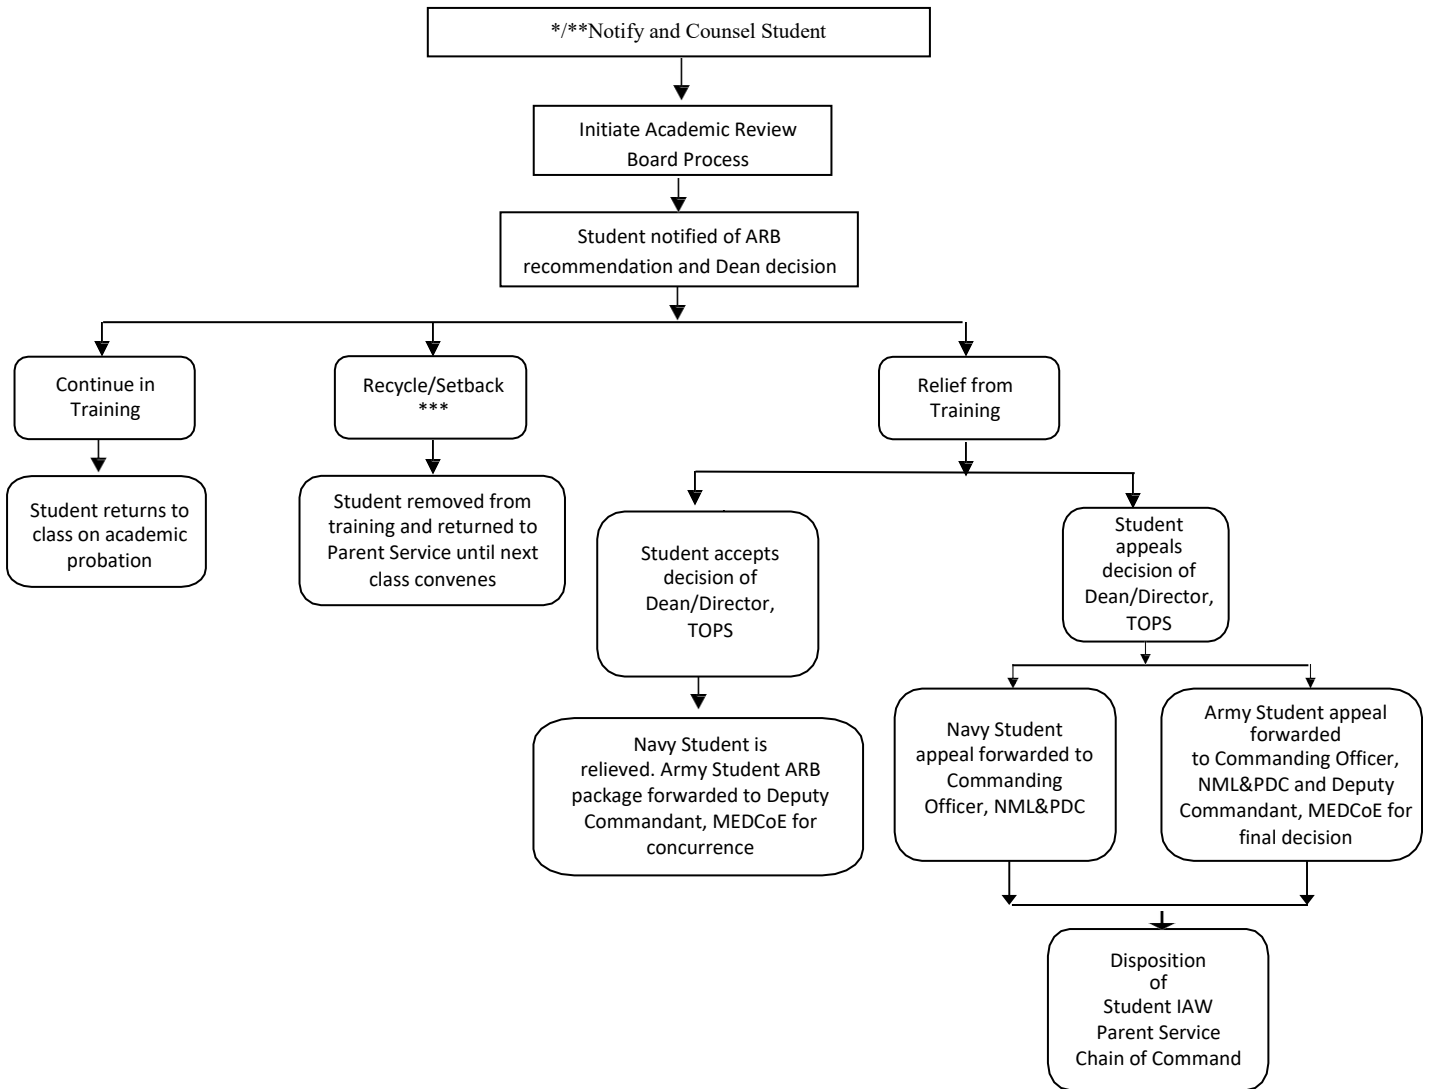 */**Notify and Counsel Student
Initiate Academic Review
Board Process
Student notified of ARB
recommendation and Dean decision
Continue in
Training
Recycle/Setback
***
Relief from
Training
Student returns to
class on academic
probation
Student removed from
training and returned to
Parent Service until next
class convenes
Student accepts
decision of
Dean/Director,
TOPS
Student
appeals
decision of
Dean/Director,
TOPS
Navy Student is
relieved. Army Student ARB
package forwarded to Deputy
Commandant, MEDCoE for
concurrence
Navy Student
appeal forwarded to
Commanding
Officer, NML&PDC
Army Student appeal
forwarded
to Commanding Officer,
NML&PDC and Deputy
Commandant, MEDCoE for
final decision
Disposition
of
Student IAW
Parent Service
Chain of Command